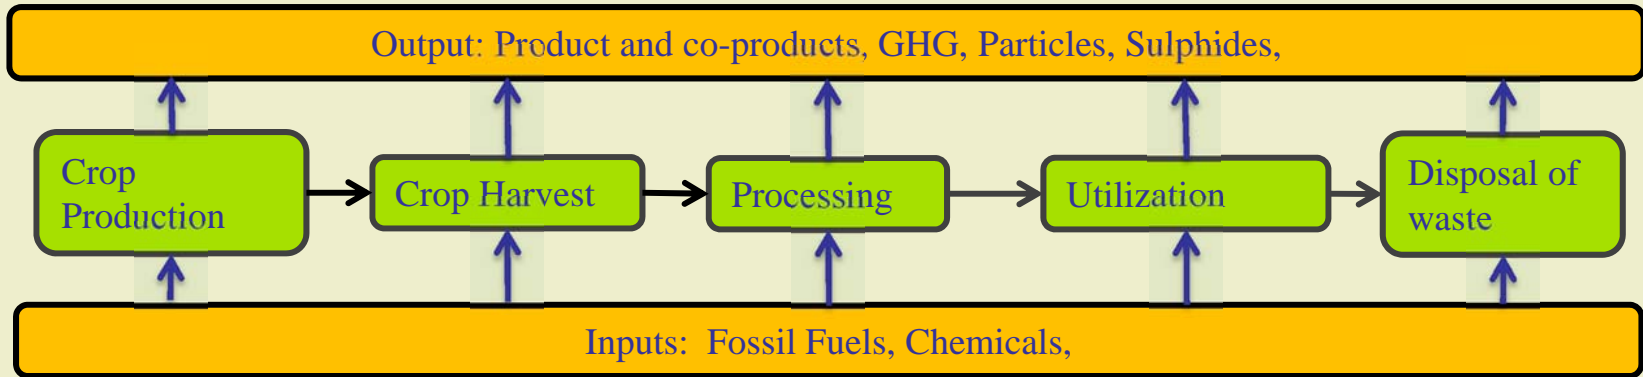 Output: Product and co-products, GHG, Particles, Sulphides,
Crop
Production
Crop Harvest
Processing
Utilization
Disposal of
waste
Inputs:  Fossil Fuels, Chemicals,